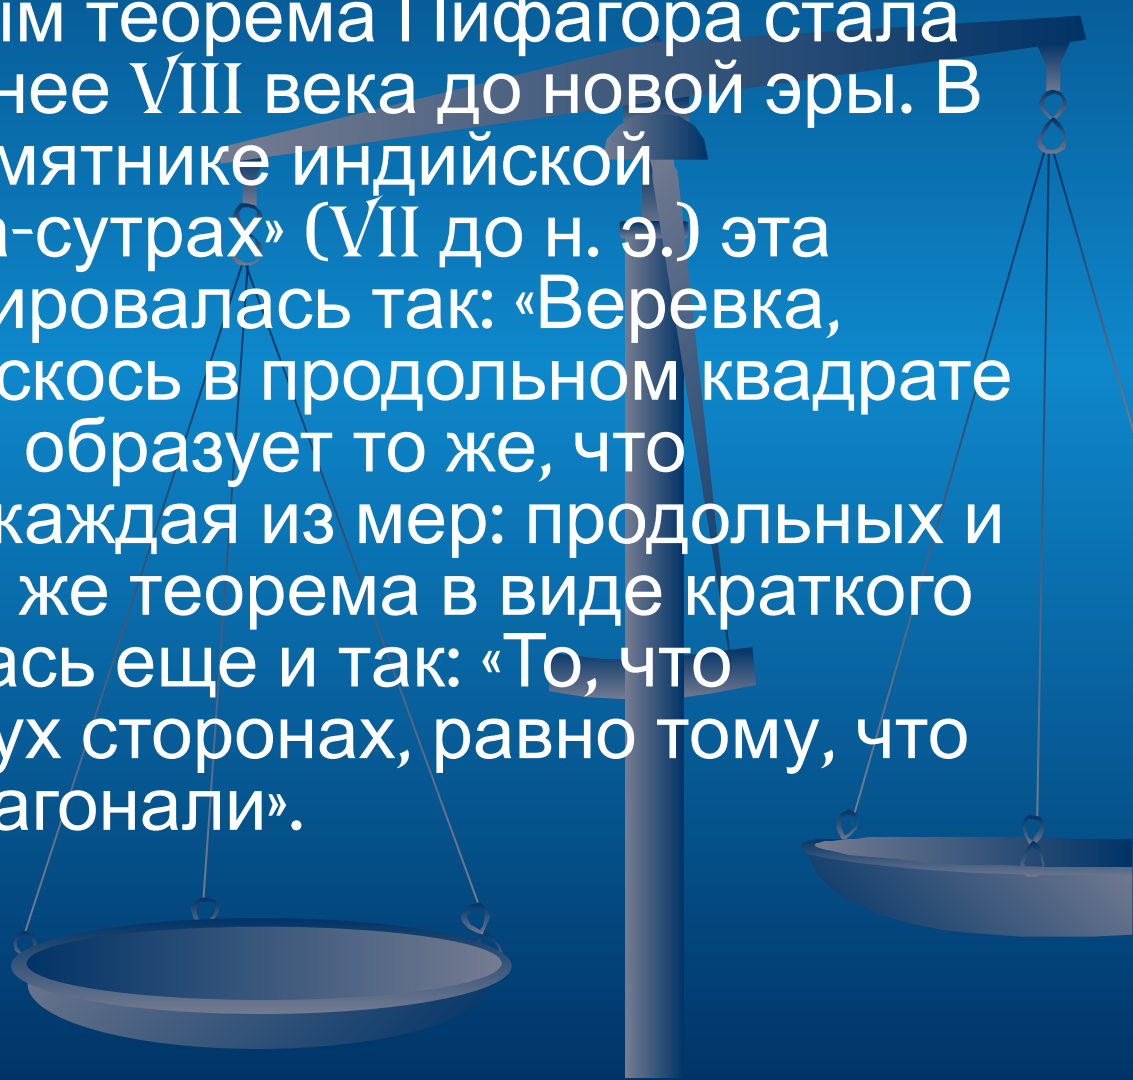 ым теорема Пифагора стала
нее VIII века до новой эры. В
мятнике индийской
а-сутрах» (VII до н. э.) эта
ировалась так: «Веревка,
скось в продольном квадрате
образует то же, что
каждая из мер: продольных и
же теорема в виде краткого
ась еще и так: «То, что
ух сторонах, равно тому, что
агонали».